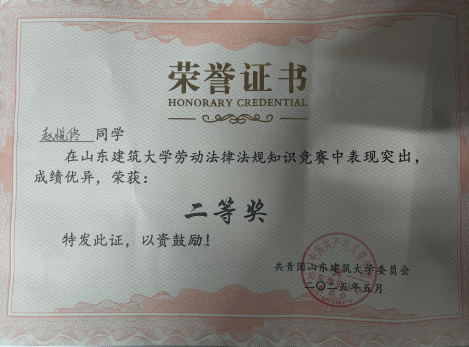 荣誉证书
HONORARY CREDENTIAL
赵悦佟 同学
在山东建筑大学劳动法律法规知识竞赛中表现突出，
成绩优异，荣获：
二等奖
特发此证，以资鼓励！
共青团山东建筑大学委员会
二〇二五年五月